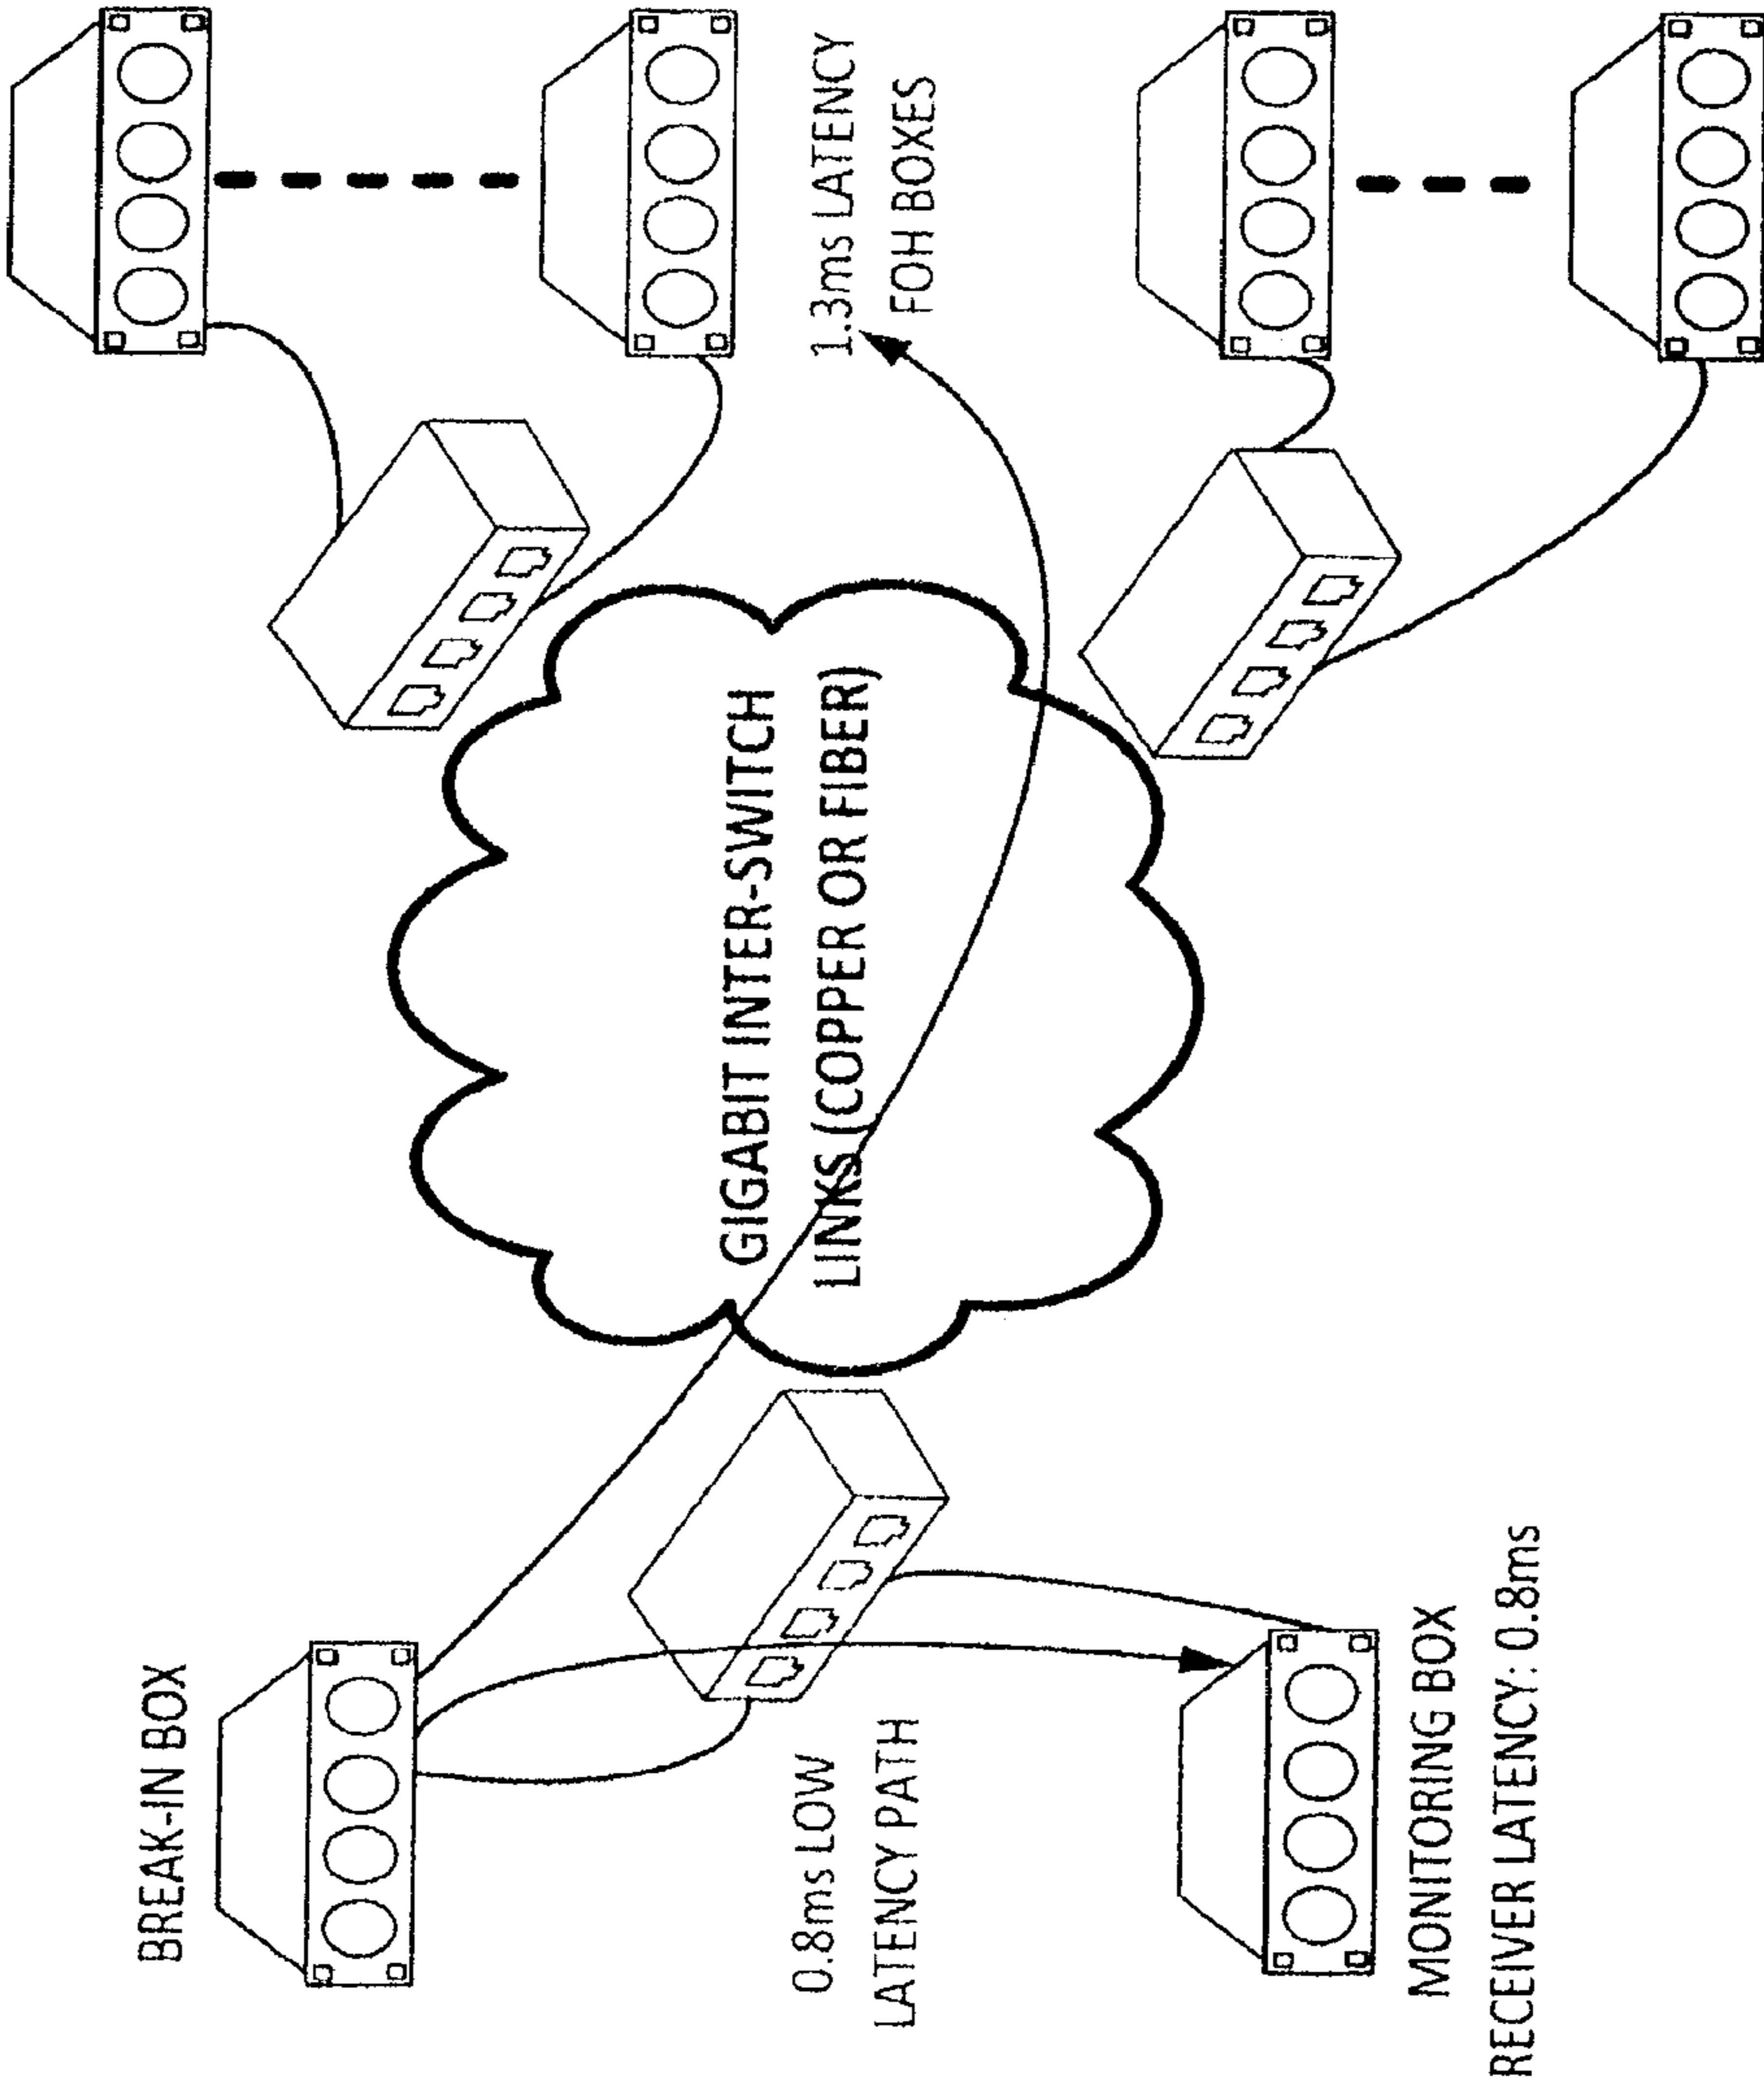 BREAK-IN BOX
0.8ms LOW
LATENCY PATH
MONITORING BOX
RECEIVER LATENCY: 0.8ms
GIGABIT INTER-SWITCH
LINKS (COPPER OR FIBER)
1.3ms LATENCY
FOH BOXES